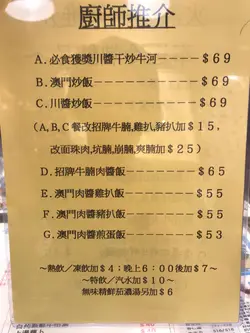 廚師推介
A.必食獲獎川醬干炒牛河----$69
B.澳門炒飯----------$69
C.川醬炒飯----------$69
(A,B,C餐改招牌牛腩,雞扒,豬扒加$15,
改面珠肉,坑腩,崩腩,爽腩加$25)
D.招牌牛腩肉醬飯------$65
E.澳門肉醬雞扒飯------$55
F.澳門肉醬豬扒飯------$55
G.澳門肉醬煎蛋飯------$53
~熱飲/凍飲加$4;晚上6:00後加$7~
~特飲/汽水加$10~
無味精鮮茄濃湯另加$6